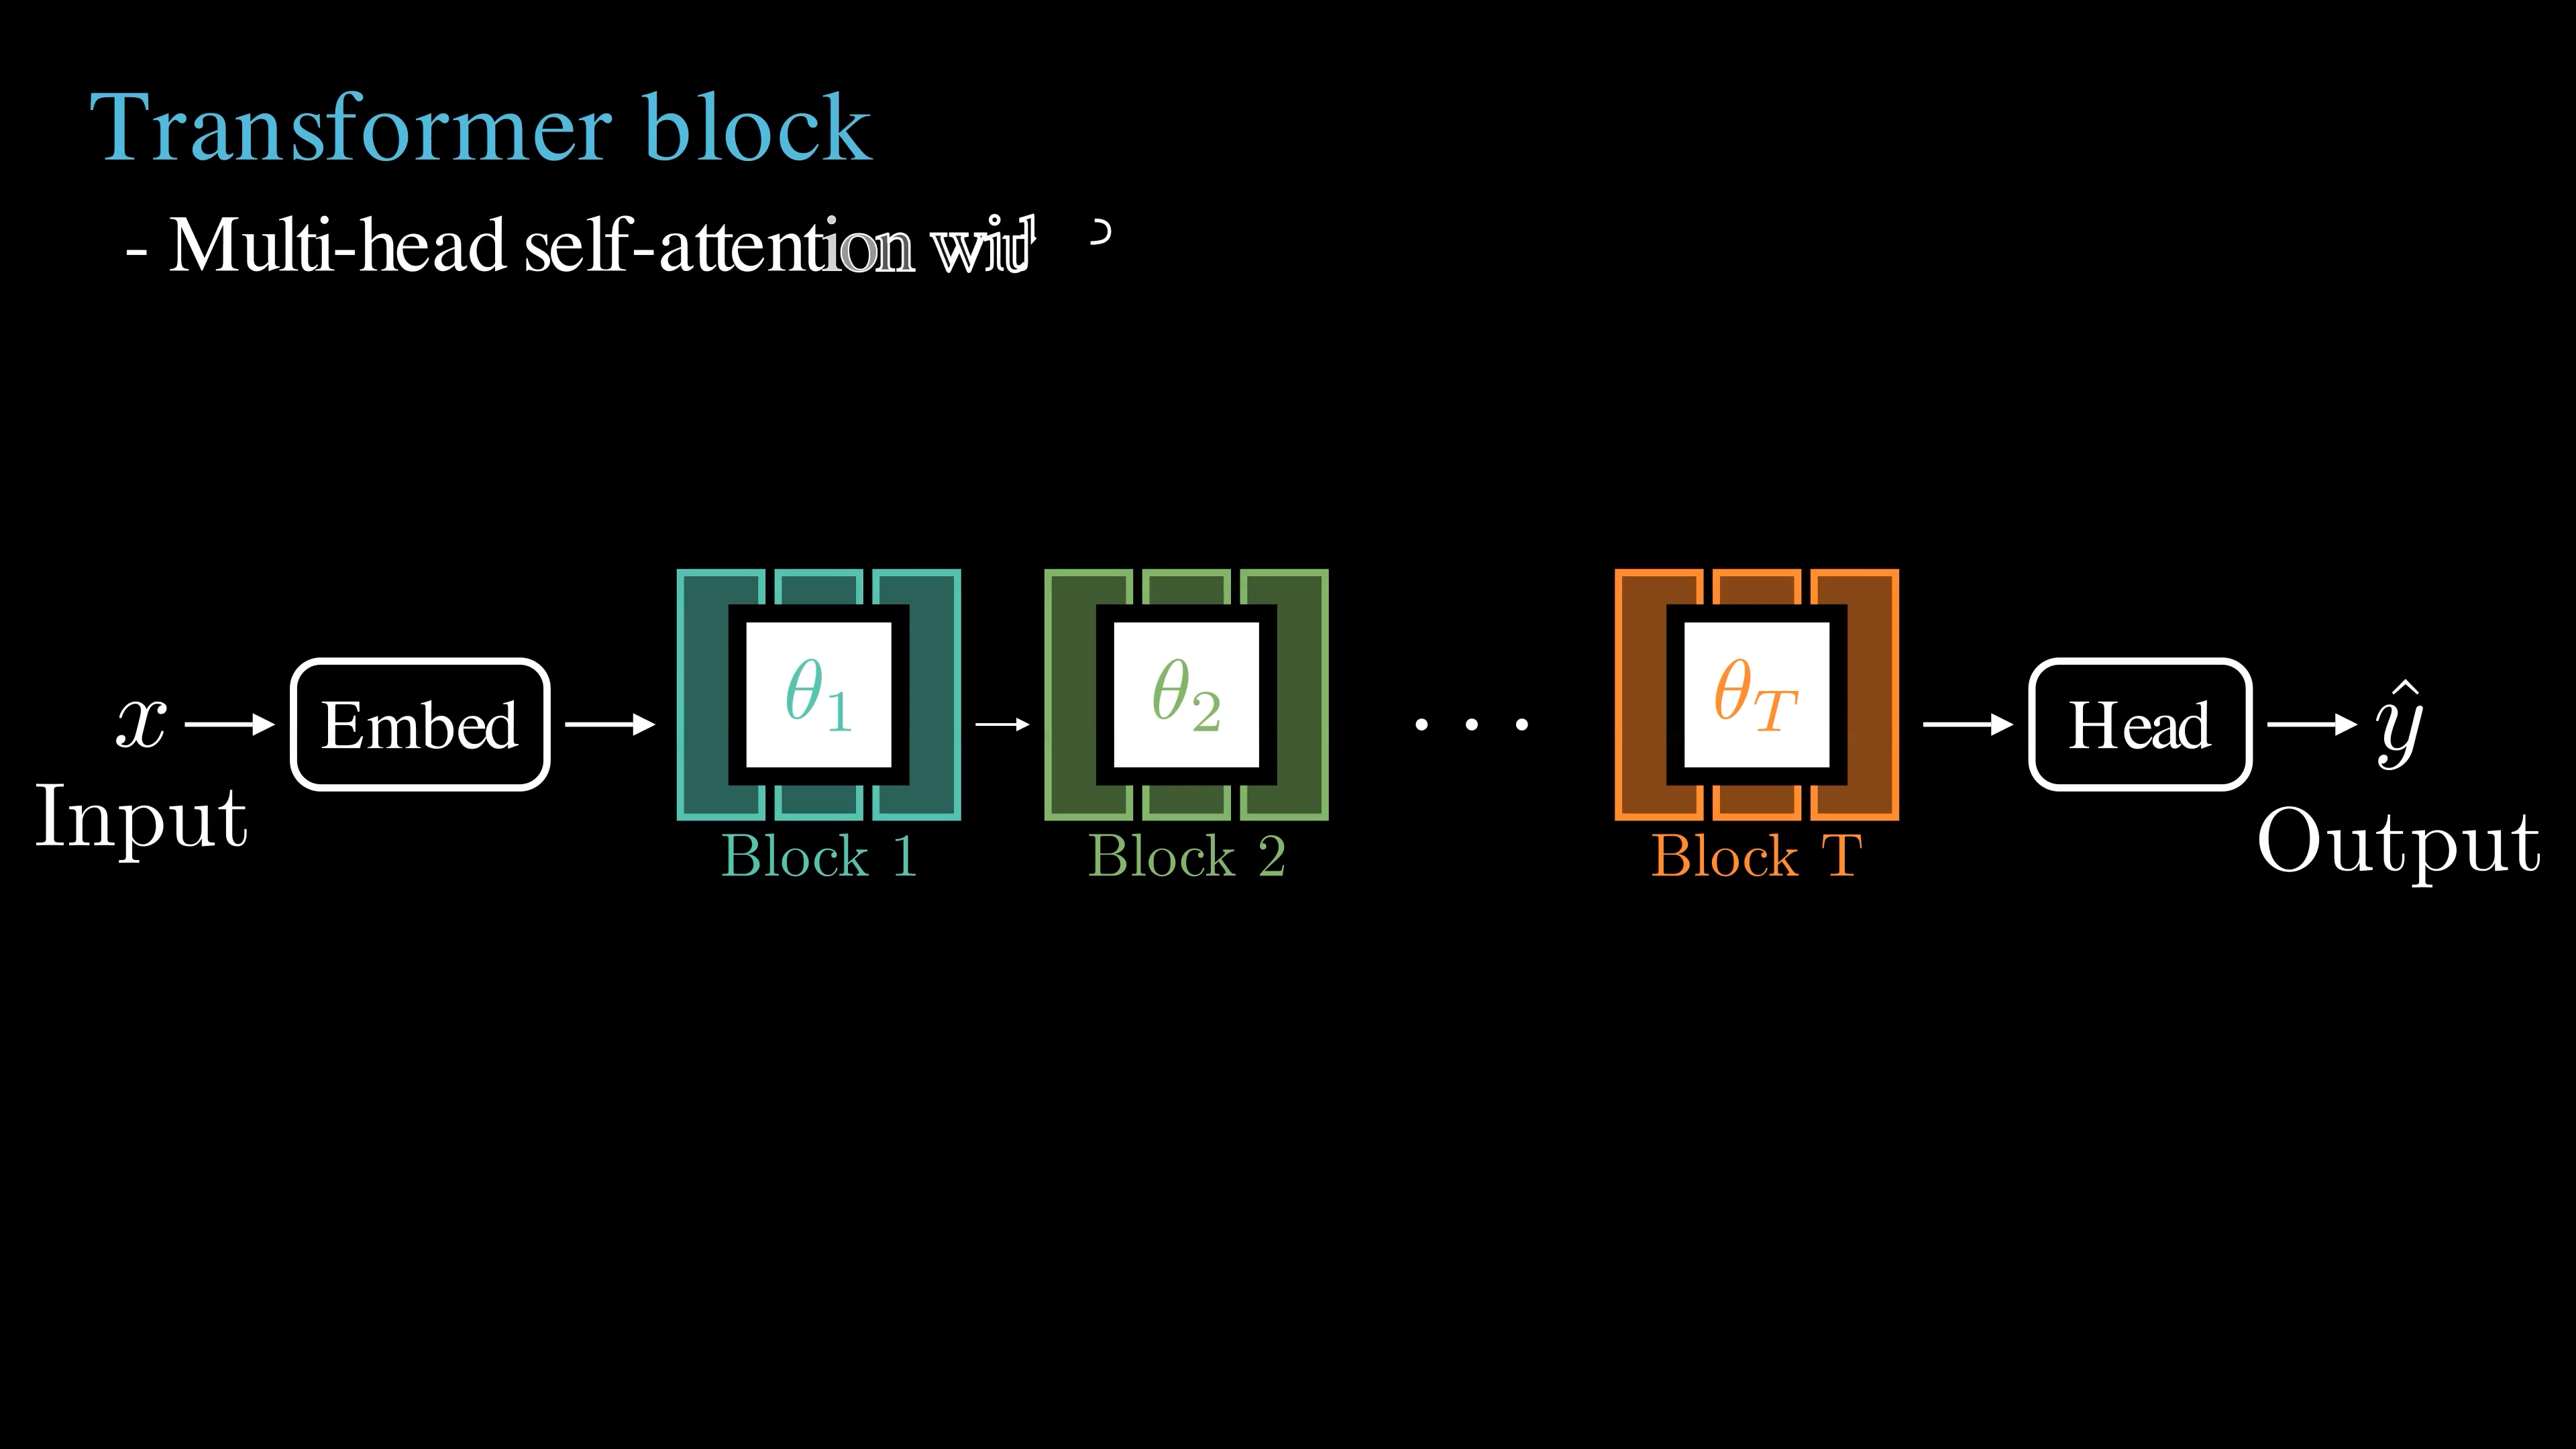 Transformer block
- Multi-head self-attention
x
Input
Embed
θ1
Block 1
θ2
Block 2
...
θT
Block T
Head
ŷ
Output